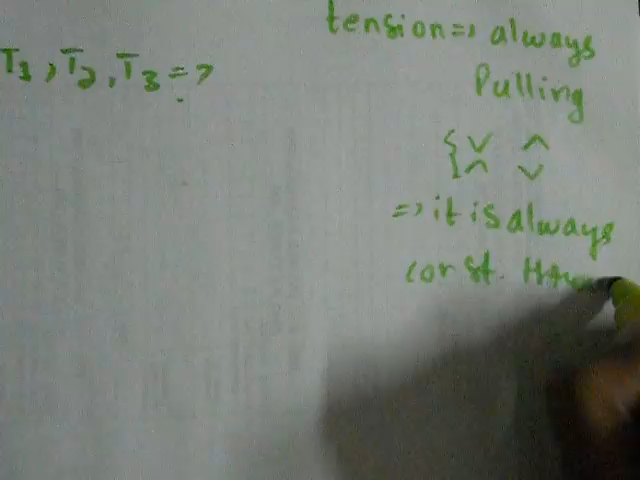 tension => always
T1, T2, T3 =>
Pulling
{ ∨ ∧
∧ ∨
=> it is always
const.